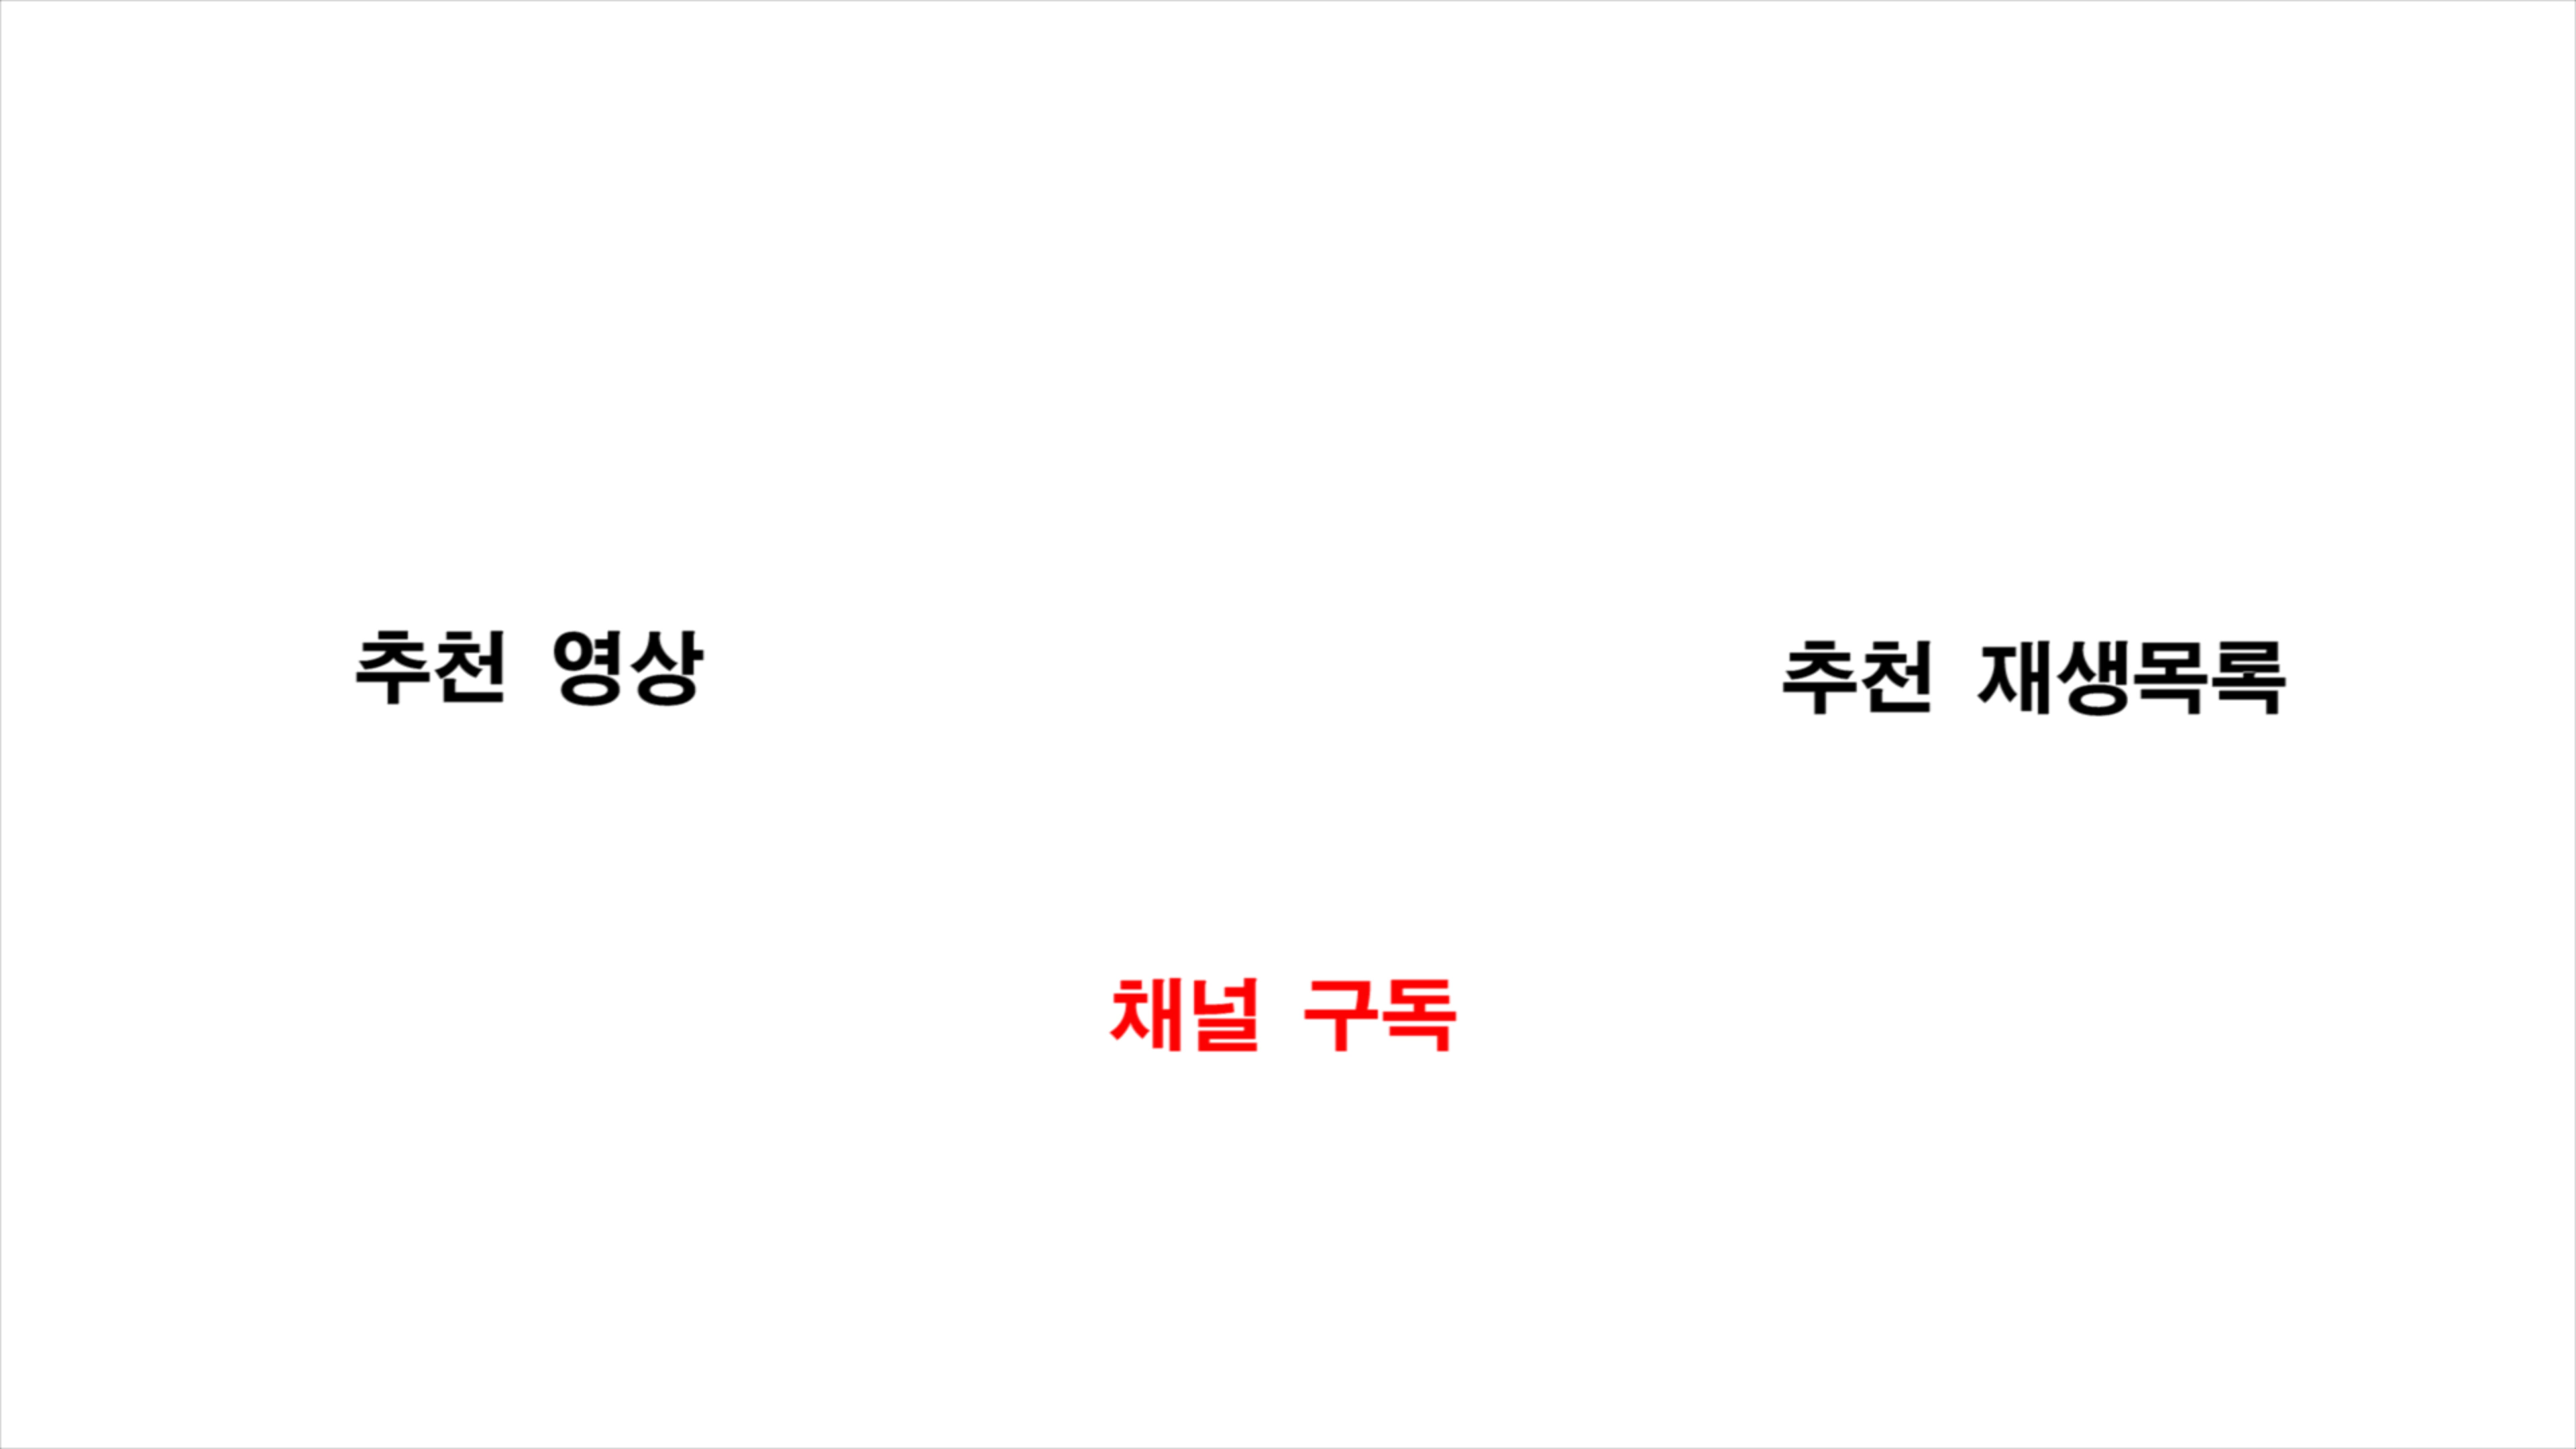 추천 영상
추천 재생목록
채널 구독